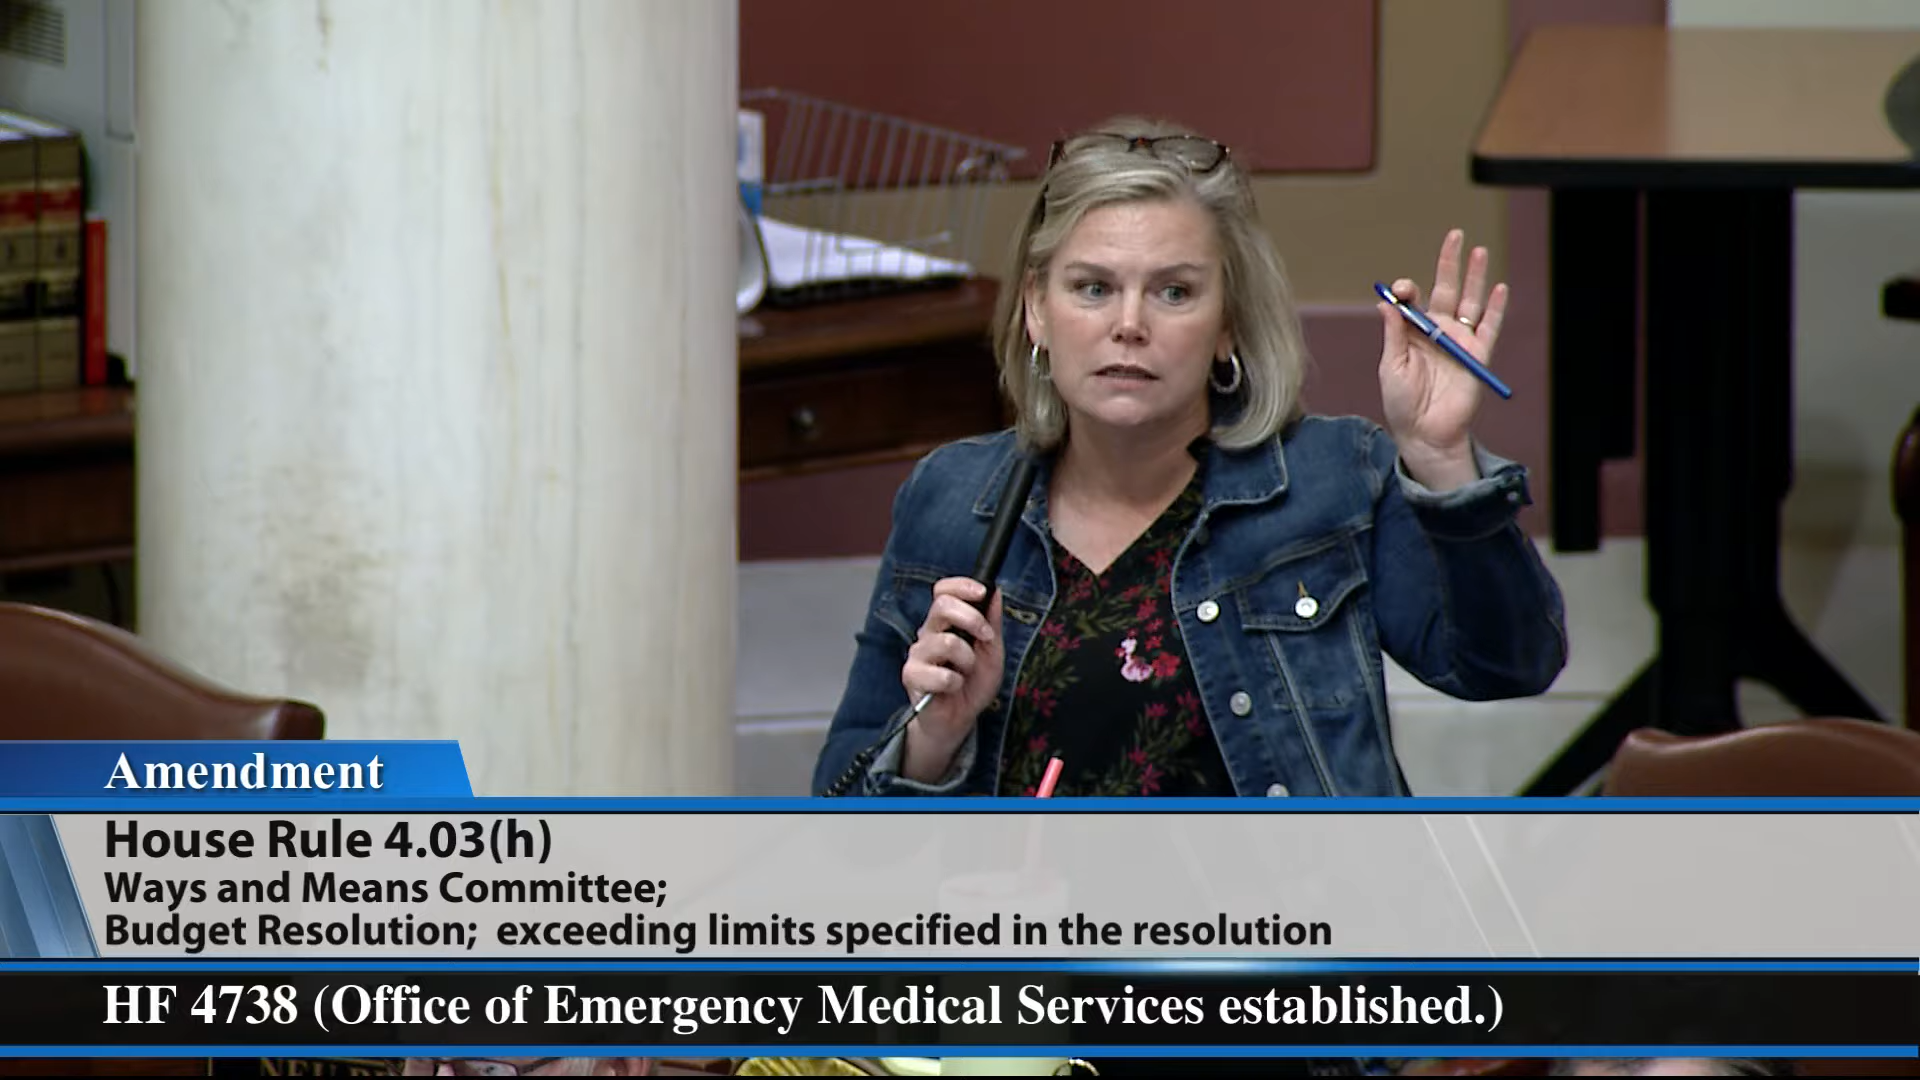 Amendment
House Rule 4.03(h)
Ways and Means Committee;
Budget Resolution; exceeding limits specified in the resolution
HF 4738 (Office of Emergency Medical Services established.)